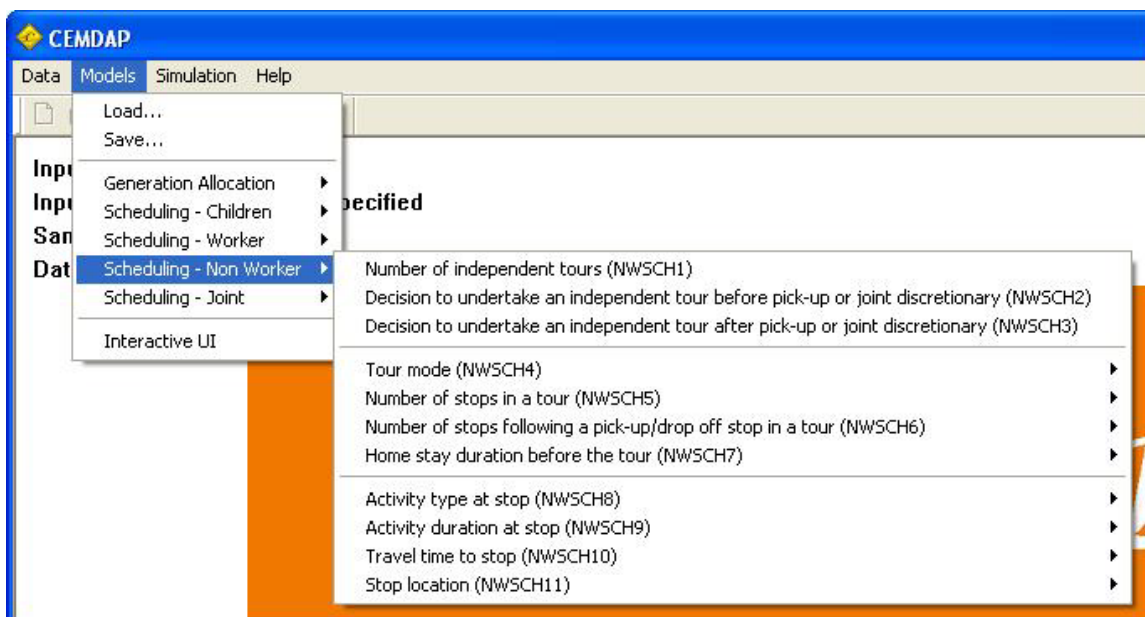 CEMDAP
Data Models Simulation Help
Load...
Save...
Generation Allocation
Scheduling - Children
Scheduling - Worker
Scheduling - Non Worker
Scheduling - Joint
Interactive UI
Number of independent tours (NWSCH1)
Decision to undertake an independent tour before pick-up or joint discretionary (NWSCH2)
Decision to undertake an independent tour after pick-up or joint discretionary (NWSCH3)
Tour mode (NWSCH4)
Number of stops in a tour (NWSCH5)
Number of stops following a pick-up/drop off stop in a tour (NWSCH6)
Home stay duration before the tour (NWSCH7)
Activity type at stop (NWSCH8)
Activity duration at stop (NWSCH9)
Travel time to stop (NWSCH10)
Stop location (NWSCH11)